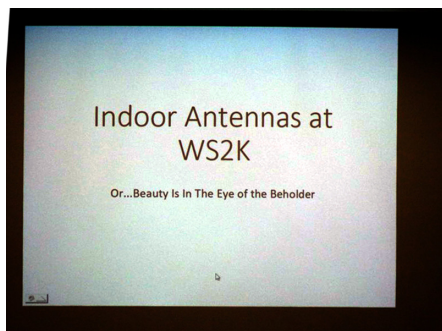 Indoor Antennas at
WS2K
Or...Beauty Is In The Eye of the Beholder